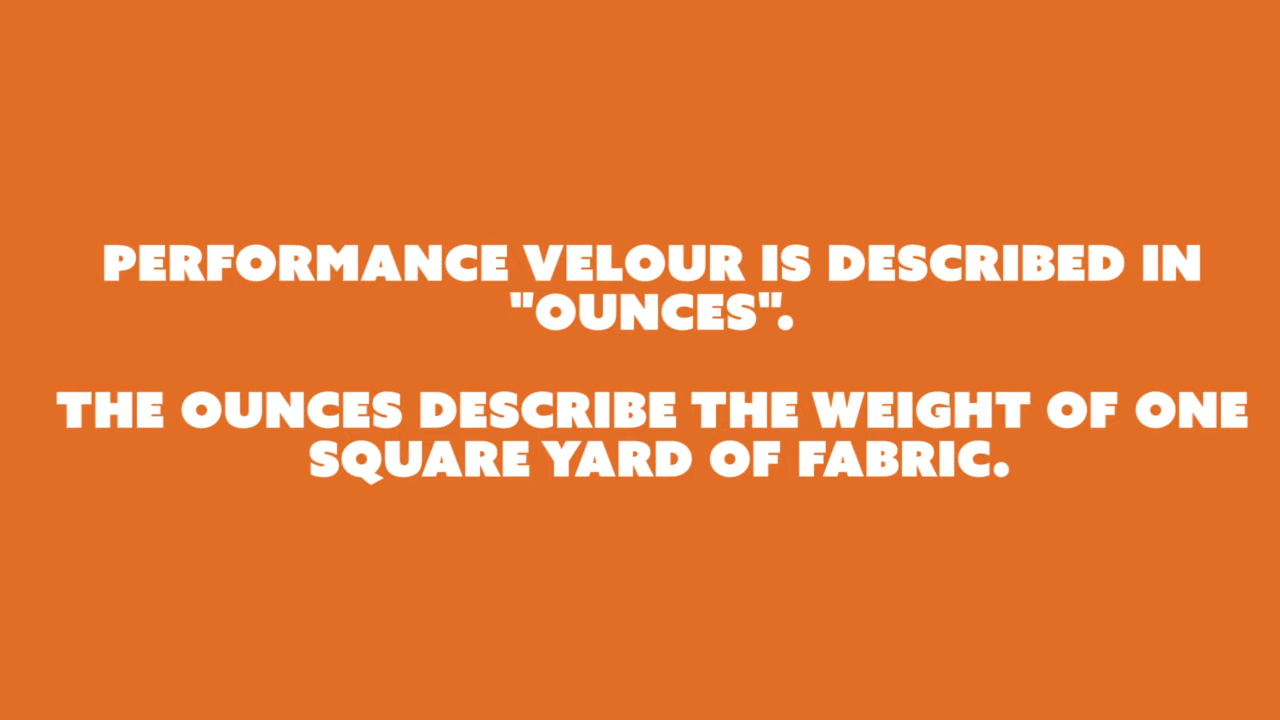 PERFORMANCE VELOUR IS DESCRIBED IN
"OUNCES".
THE OUNCES DESCRIBE THE WEIGHT OF ONE
SQUARE YARD OF FABRIC.